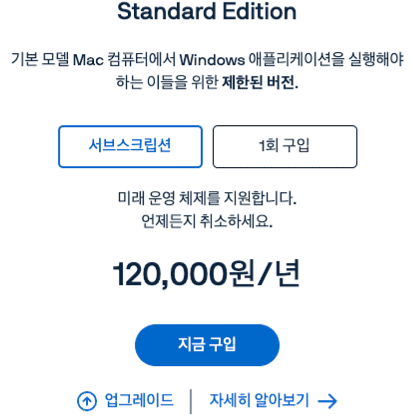 Standard Edition
기본 모델 Mac 컴퓨터에서 Windows 애플리케이션을 실행해야
하는 이들을 위한 제한된 버전.
서브스크립션
1회 구입
미래 운영 체제를 지원합니다.
언제든지 취소하세요.
120,000원/년
지금 구입
업그레이드
자세히 알아보기